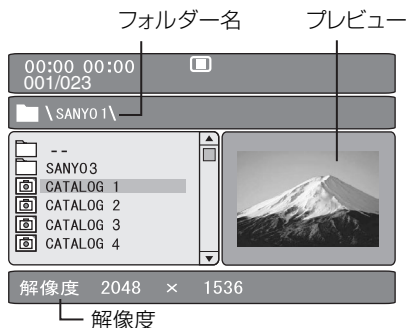 フォルダー名 プレビュー
00:00 00:00
001/023
\SANYO1\
--
SANYO3
CATALOG 1
CATALOG 2
CATALOG 3
CATALOG 4
解像度 2048 × 1536
解像度